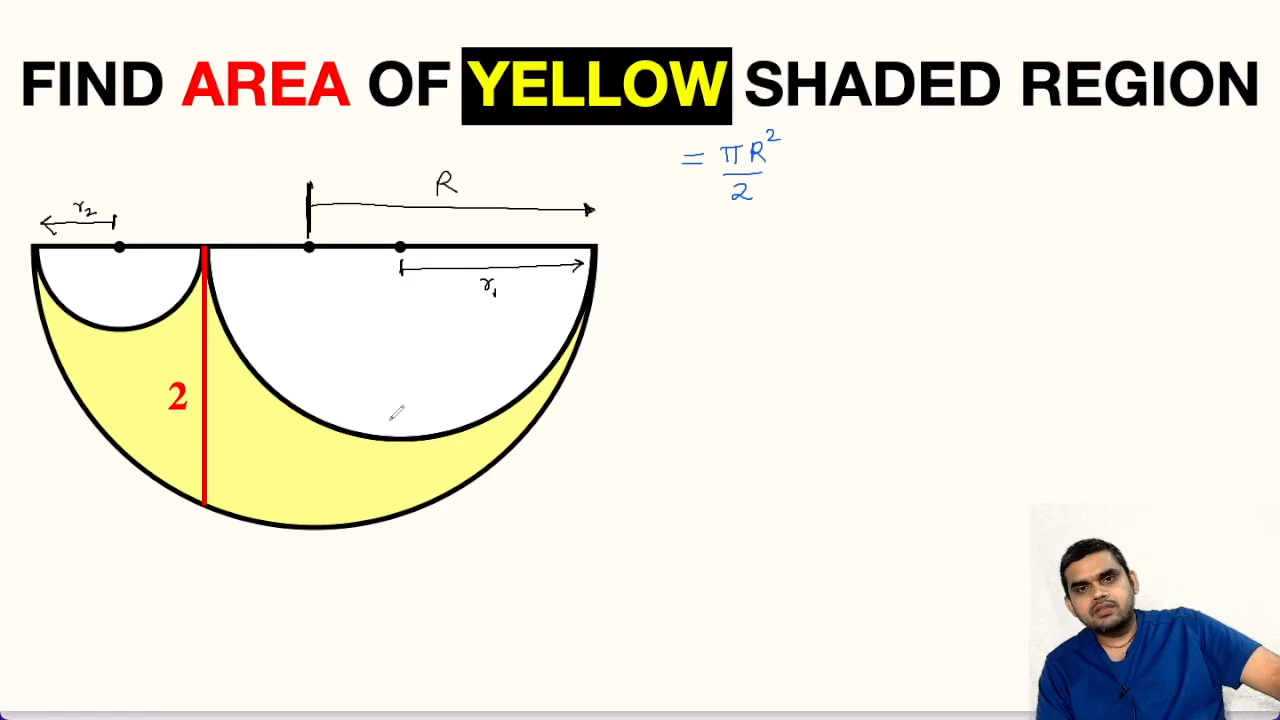 FIND AREA OF YELLOW SHADED REGION
= πR²
2
R
r₂
r₁
2